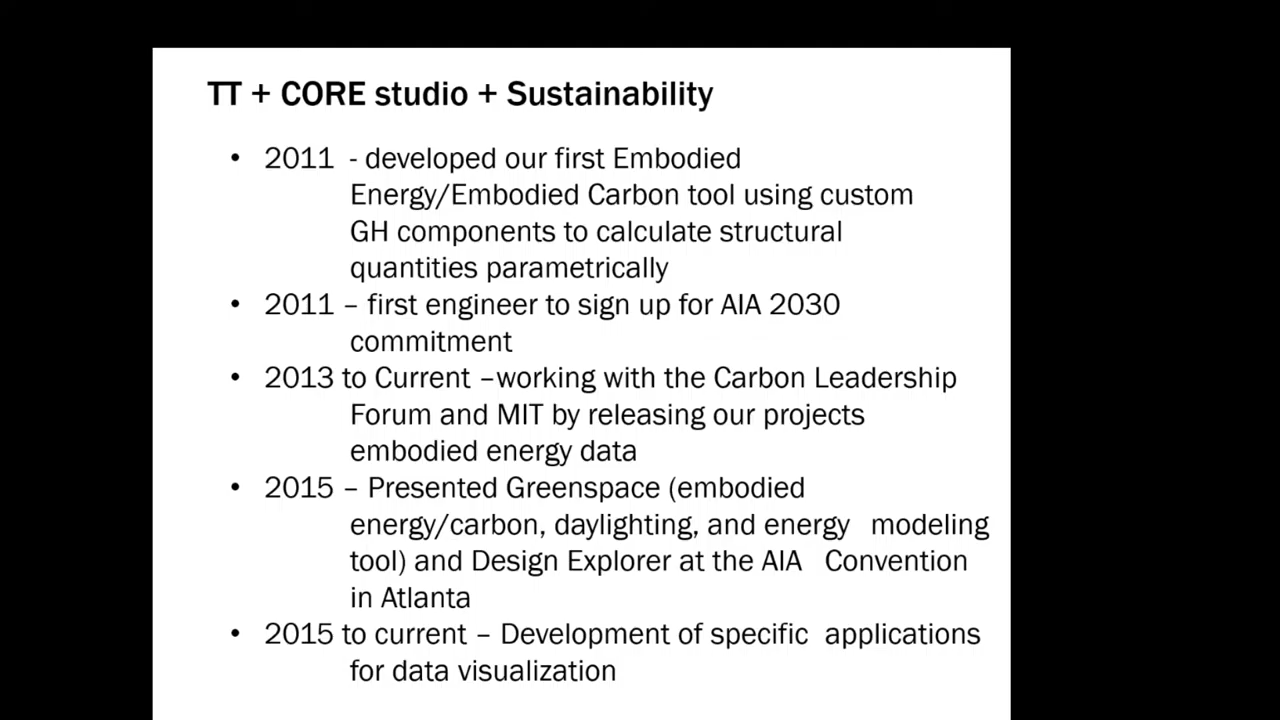 TT + CORE studio + Sustainability
• 2011 - developed our first Embodied
Energy/Embodied Carbon tool using custom
GH components to calculate structural
quantities parametrically
• 2011 – first engineer to sign up for AIA 2030
commitment
• 2013 to Current –working with the Carbon Leadership
Forum and MIT by releasing our projects
embodied energy data
• 2015 – Presented Greenspace (embodied
energy/carbon, daylighting, and energy modeling
tool) and Design Explorer at the AIA Convention
in Atlanta
• 2015 to current – Development of specific applications
for data visualization